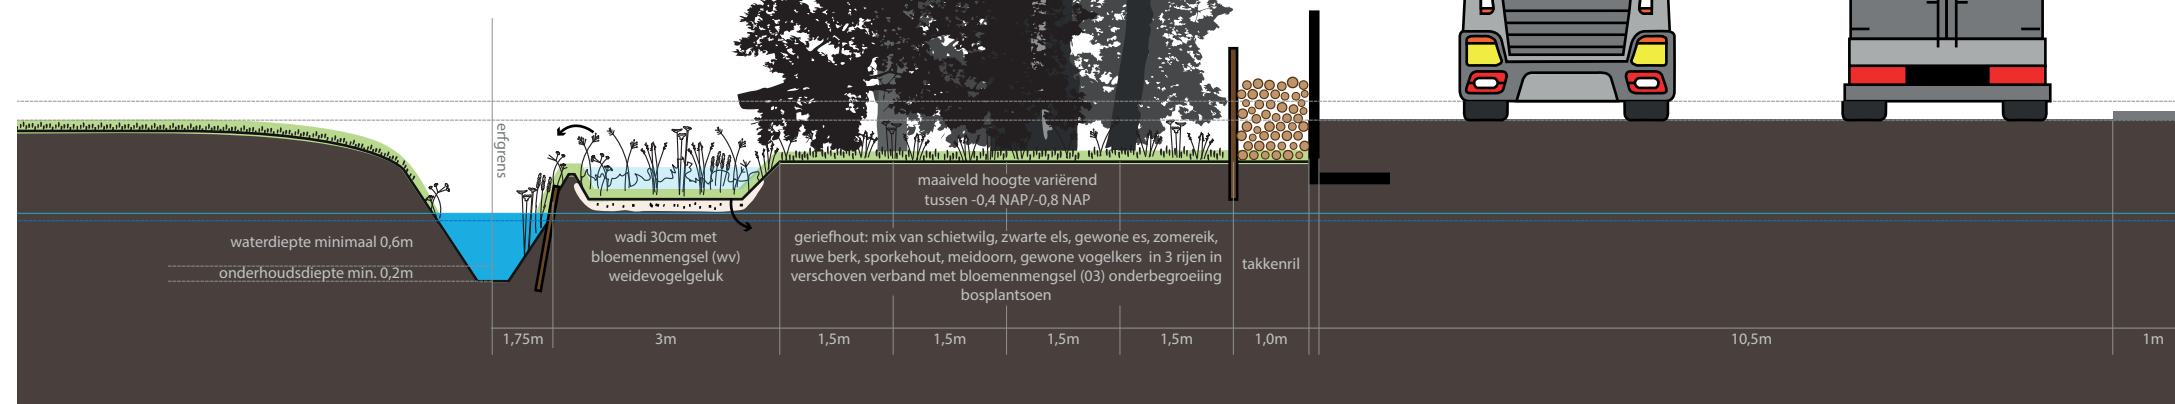 erfgrens
maaiveld hoogte variërend
tussen -0,4 NAP/-0,8 NAP
waterdiepte minimaal 0,6m
onderhoudsdiepte min. 0,2m
wadi 30cm met
bloemenmengsel (wv)
weidevogelgeluk
geriefhout: mix van schietwilg, zwarte els, gewone es, zomereik,
ruwe berk, sporkehout, meidoorn, gewone vogelkers in 3 rijen in
verschoven verband met bloemenmengsel (03) onderbegroeiing
bosplantsoen
takkenril
1,75m
3m
1,5m
1,5m
1,5m
1,5m
1,0m
10,5m
1m